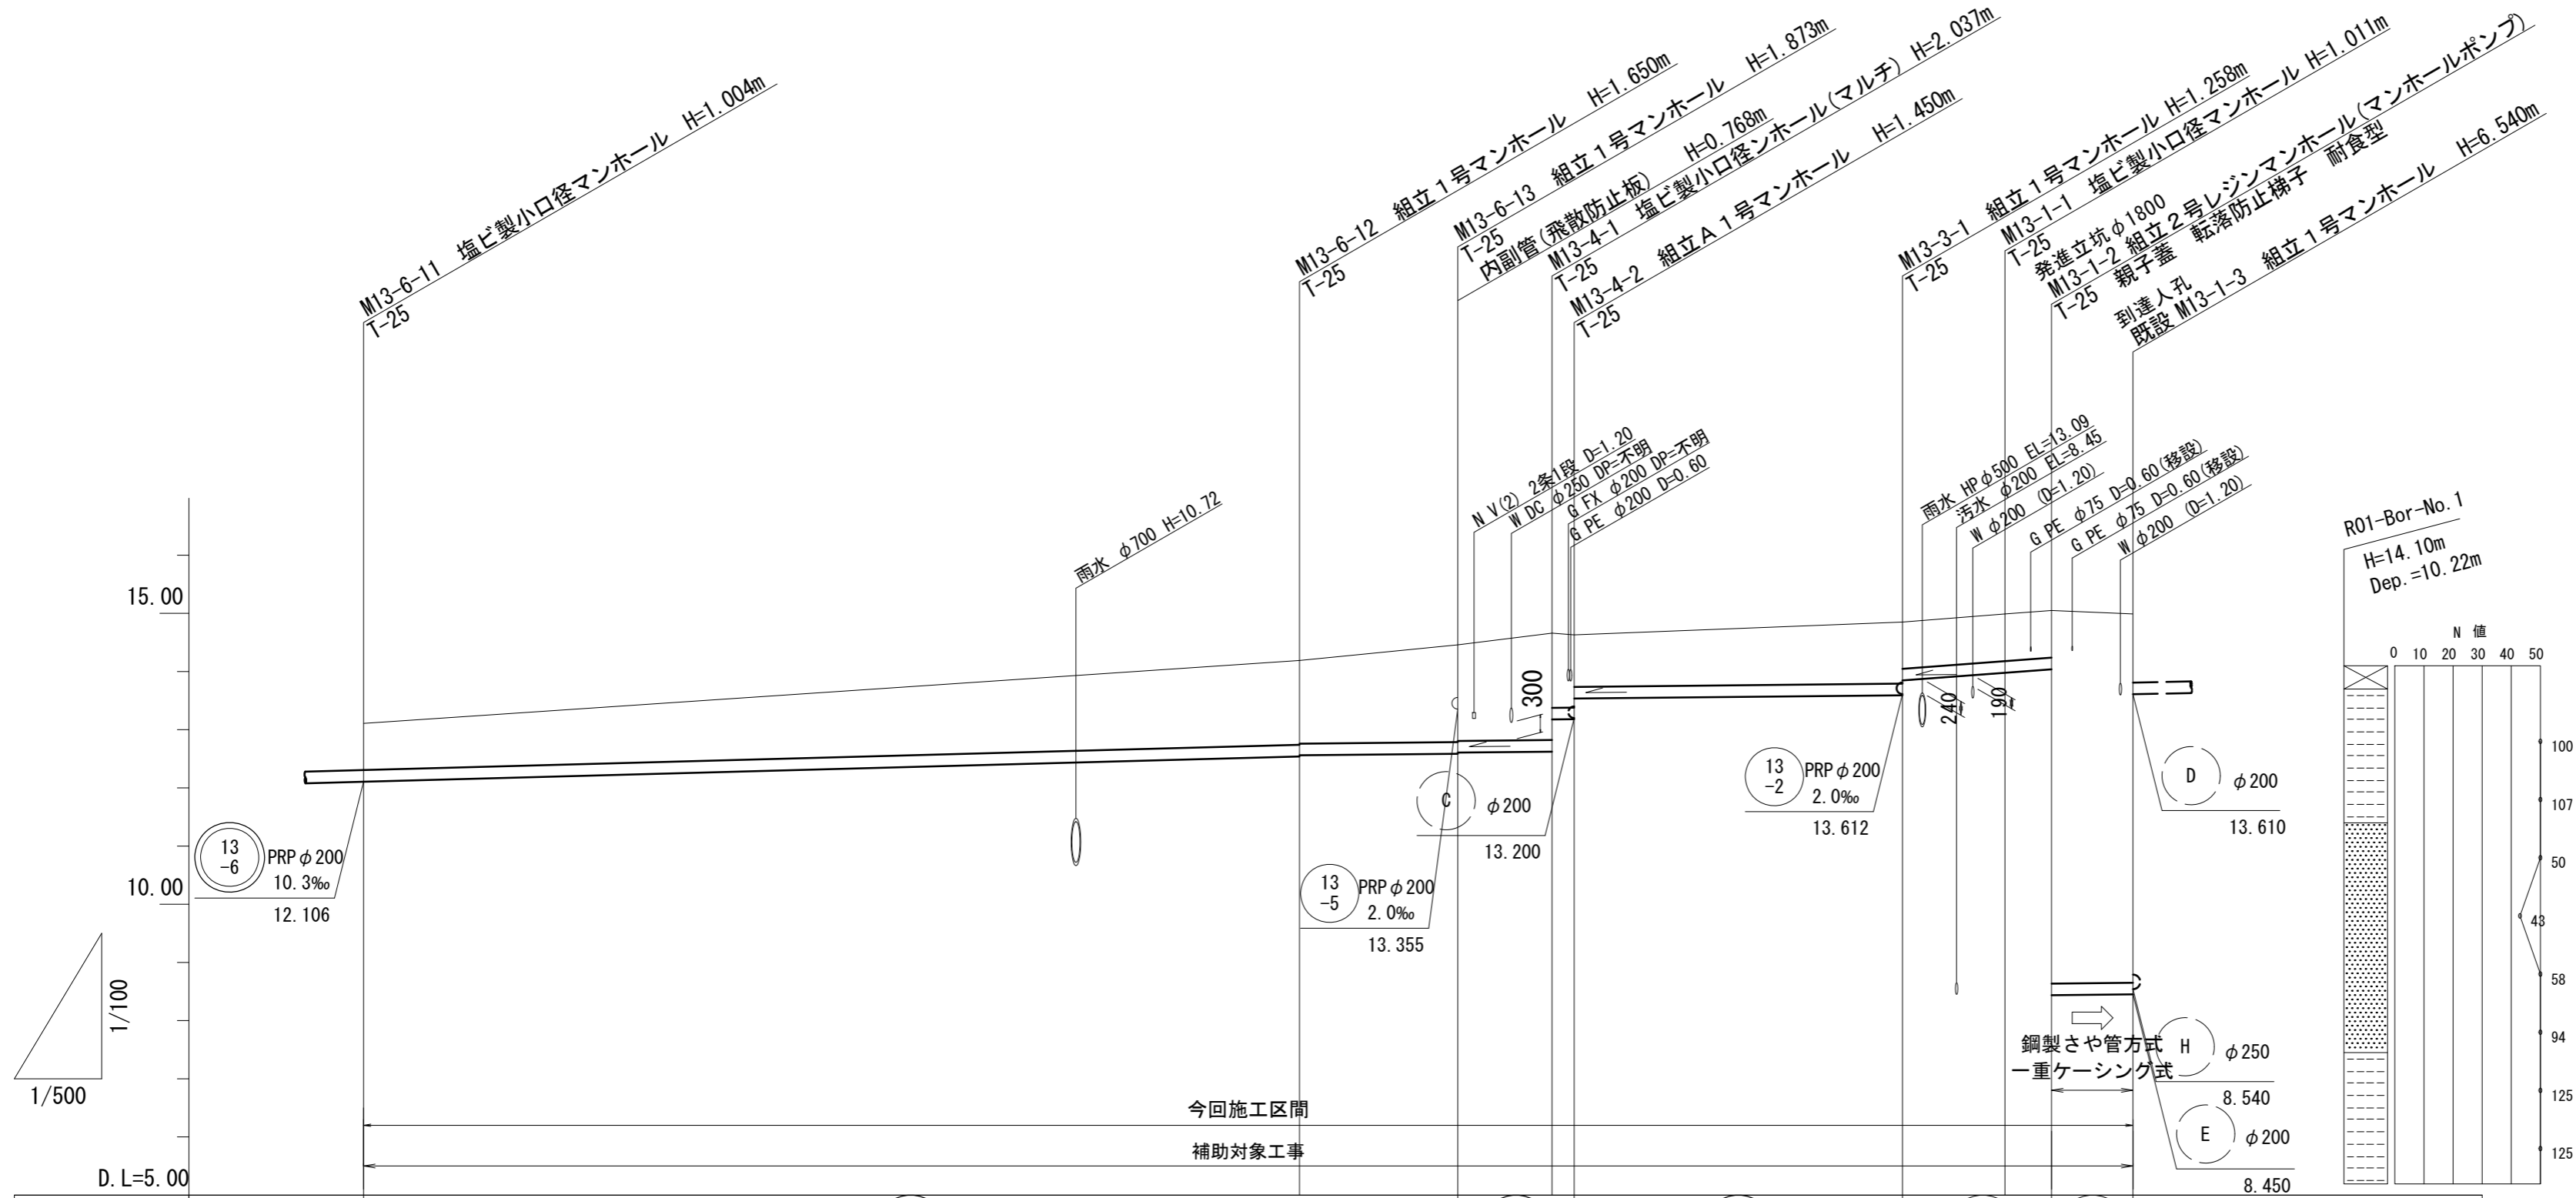 M13-6-11　塩ビ製小口径マンホール　H=1.004m
T-25
M13-6-12　組立１号マンホール　H=1.650m
T-25
M13-6-13　組立１号マンホール　H=1.873m
T-25
内副管(飛散防止板)　H=0.768m
M13-4-1　塩ビ製小口径ンホール(マルチ) H=2.037m
T-25
M13-4-2　組立Ａ１号マンホール　H=1.450m
T-25
M13-3-1　組立１号マンホール H=1.258m
T-25
M13-1-1　塩ビ製小口径マンホール H=1.011m
T-25
発進立坑φ1800
M13-1-2 組立２号レジンマンホール(マンホールポンプ)
T-25　親子蓋　転落防止梯子　耐食型
到達人孔
既設 M13-1-3　組立１号マンホール　H=6.540m
雨水 φ700 H=10.72
N V(2) 2条1段 D=1.20
W DC φ250 DP=不明
G FX φ200 DP=不明
G PE φ200 D=0.60
雨水 HPφ500 EL=13.09
汚水 φ200 EL=8.45
W φ200 (D=1.20)
G PE φ75 D=0.60(移設)
G PE φ75 D=0.60(移設)
W φ200 (D=1.20)
R01-Bor-No.1
H=14.10m
Dep.=10.22m
N 値
0 10 20 30 40 50
100
107
50
43
58
94
125
125
15.00
10.00
D.L=5.00
1/100
1/500
300
240
190
13
-6
PRPφ200
10.3‰
12.106
13
-5
PRPφ200
2.0‰
13.355
C φ200
13.200
13
-2
PRPφ200
2.0‰
13.612
D φ200
13.610
鋼製さや管方式
一重ケーシング式
H φ250
8.540
E φ200
8.450
今回施工区間
補助対象工事